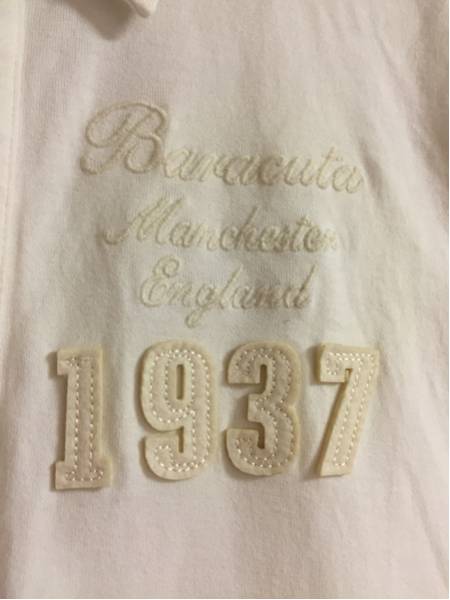 Baracuta
Manchester
England
1937